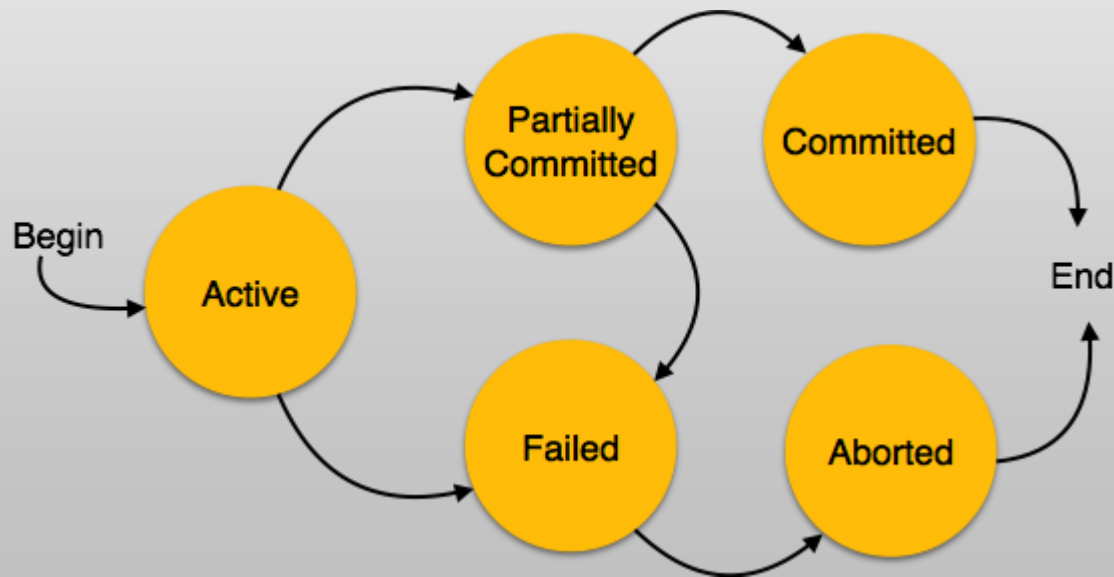 Partially
Committed
Committed
Begin
Active
End
Failed
Aborted